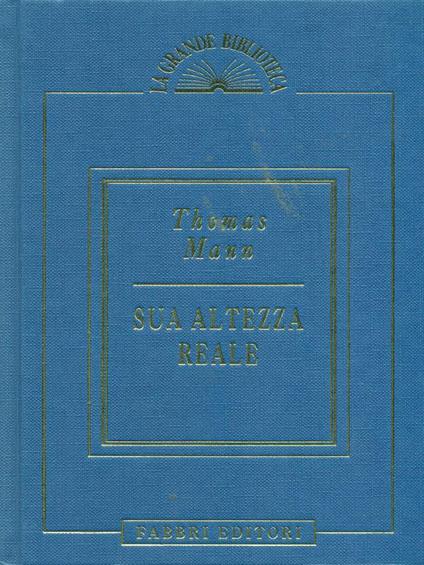 LA GRANDE BIBLIOTECA
Thomas
Mann
SUA ALTEZZA
REALE
FABBRI EDITORI